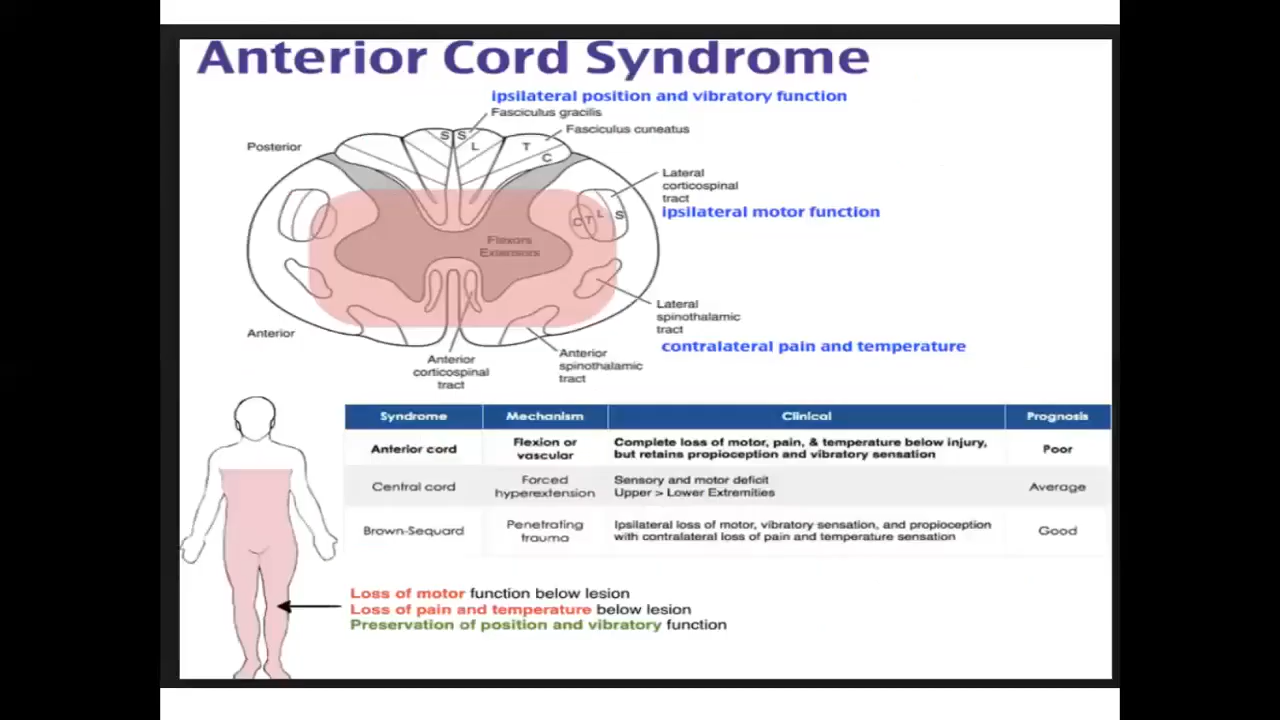 Anterior Cord Syndrome
ipsilateral position and vibratory function
Fasciculus gracilis
Fasciculus cuneatus
Posterior
S S
L
T
C
Lateral
corticospinal
tract
ipsilateral motor function
C T L S
Flexors
Extensors
Lateral
spinothalamic
tract
Anterior
contralateral pain and temperature
Anterior
corticospinal
tract
Anterior
spinothalamic
tract
Syndrome Mechanism Clinical Prognosis
Anterior cord Flexion or vascular Complete loss of motor, pain, & temperature below injury, Poor
but retains propioception and vibratory sensation
Central cord Forced hyperextension Sensory and motor deficit Average
Upper > Lower Extremities
Brown-Sequard Penetrating trauma Ipsilateral loss of motor, vibratory sensation, and propioception Good
with contralateral loss of pain and temperature sensation
Loss of motor function below lesion
Loss of pain and temperature below lesion
Preservation of position and vibratory function